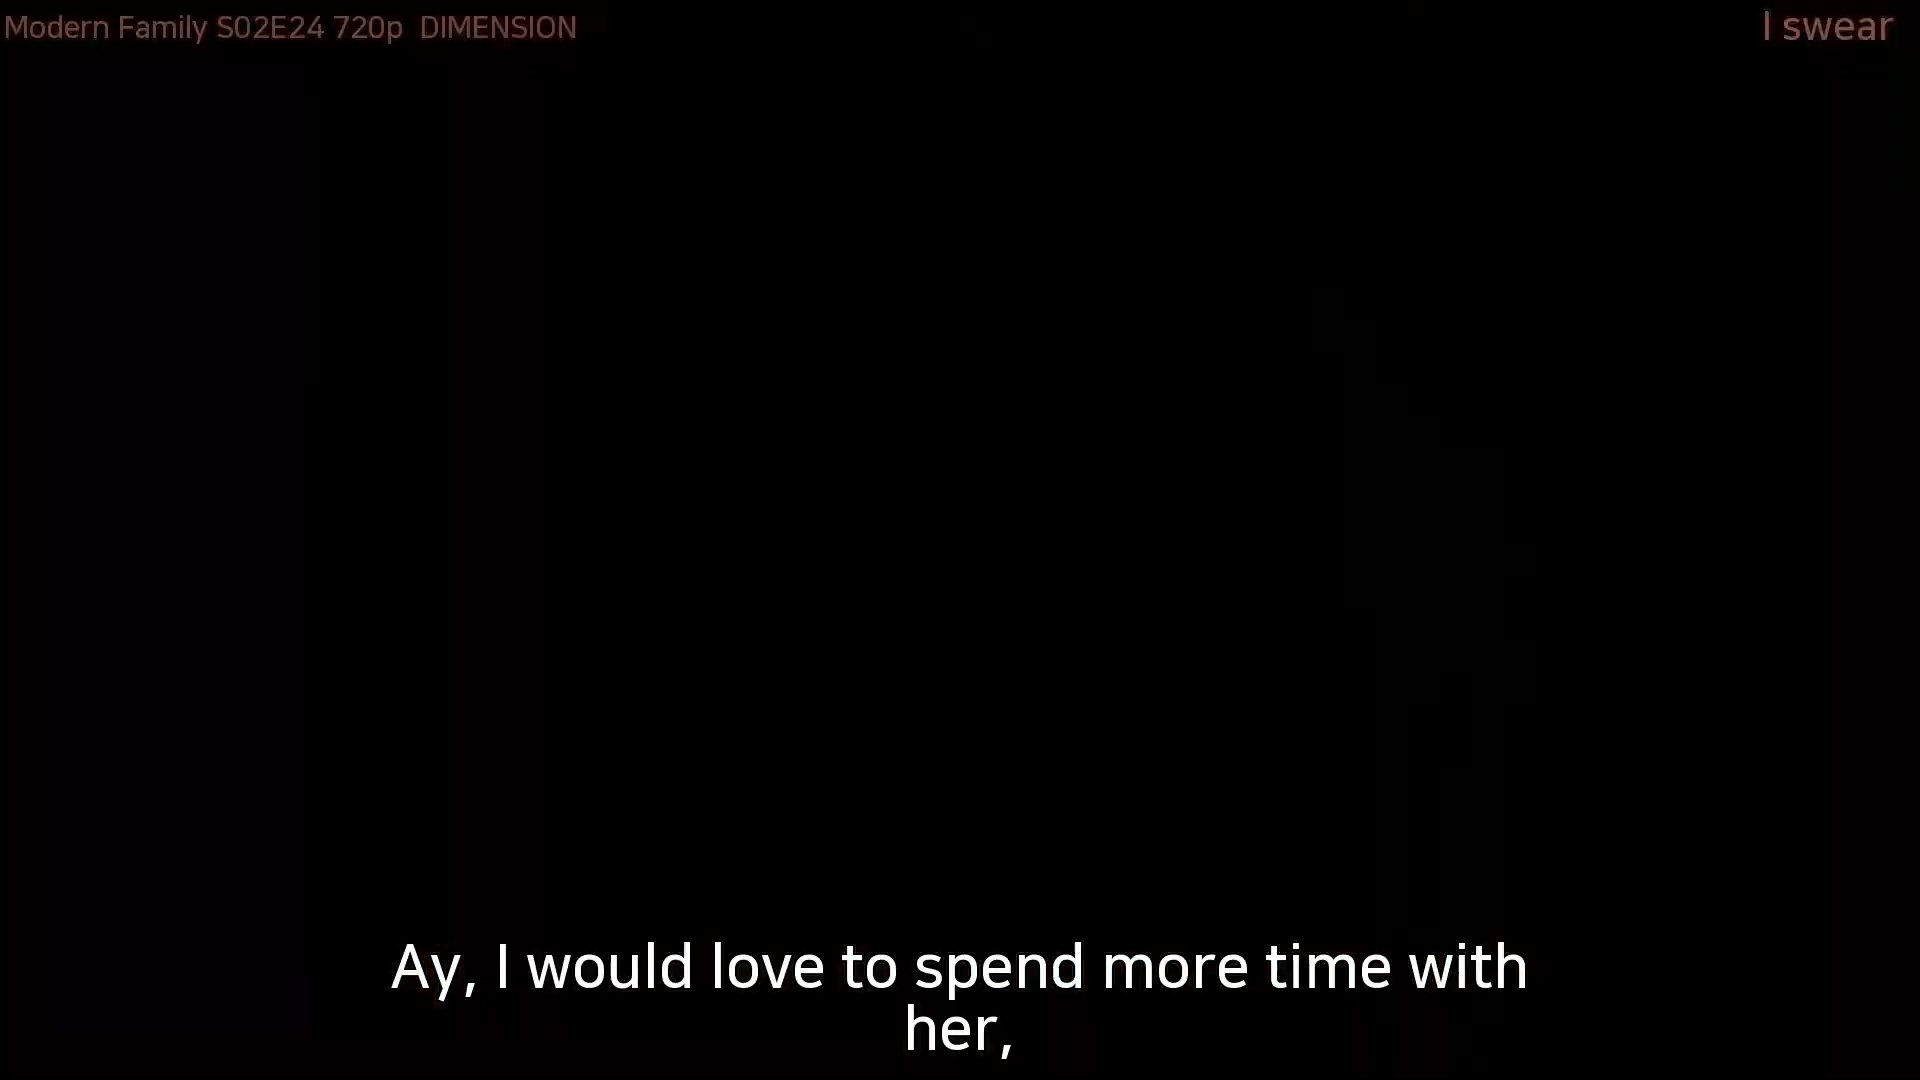 Modern Family S02E24 720p DIMENSION
I swear
Ay, I would love to spend more time with
her,